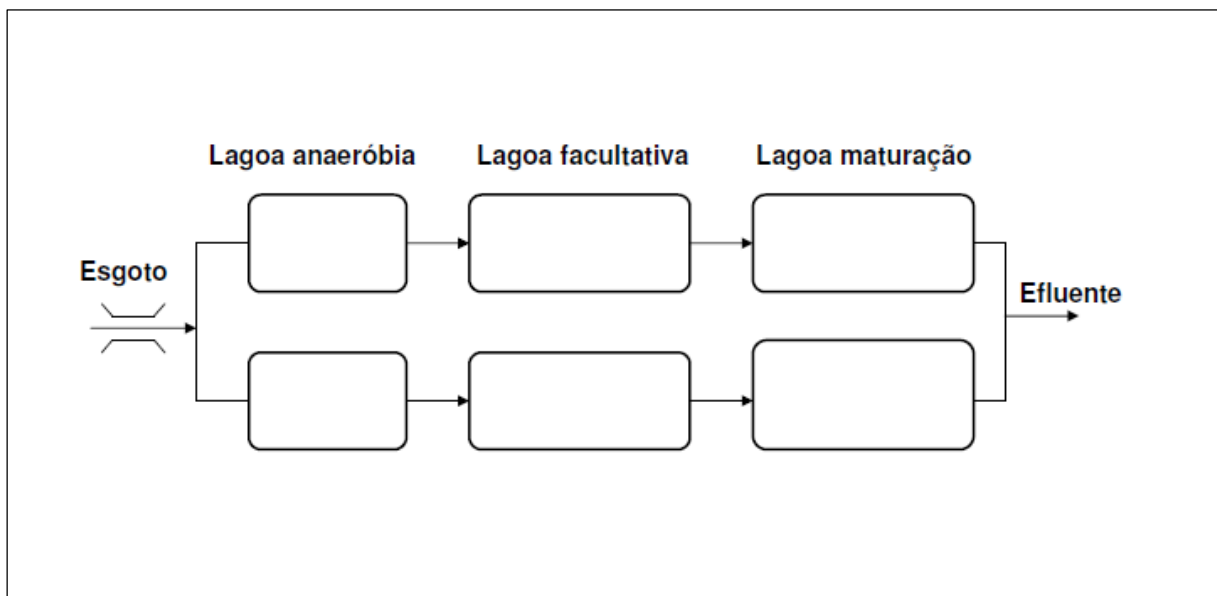 Lagoa anaeróbia
Lagoa facultativa
Lagoa maturação
Esgoto
Efluente